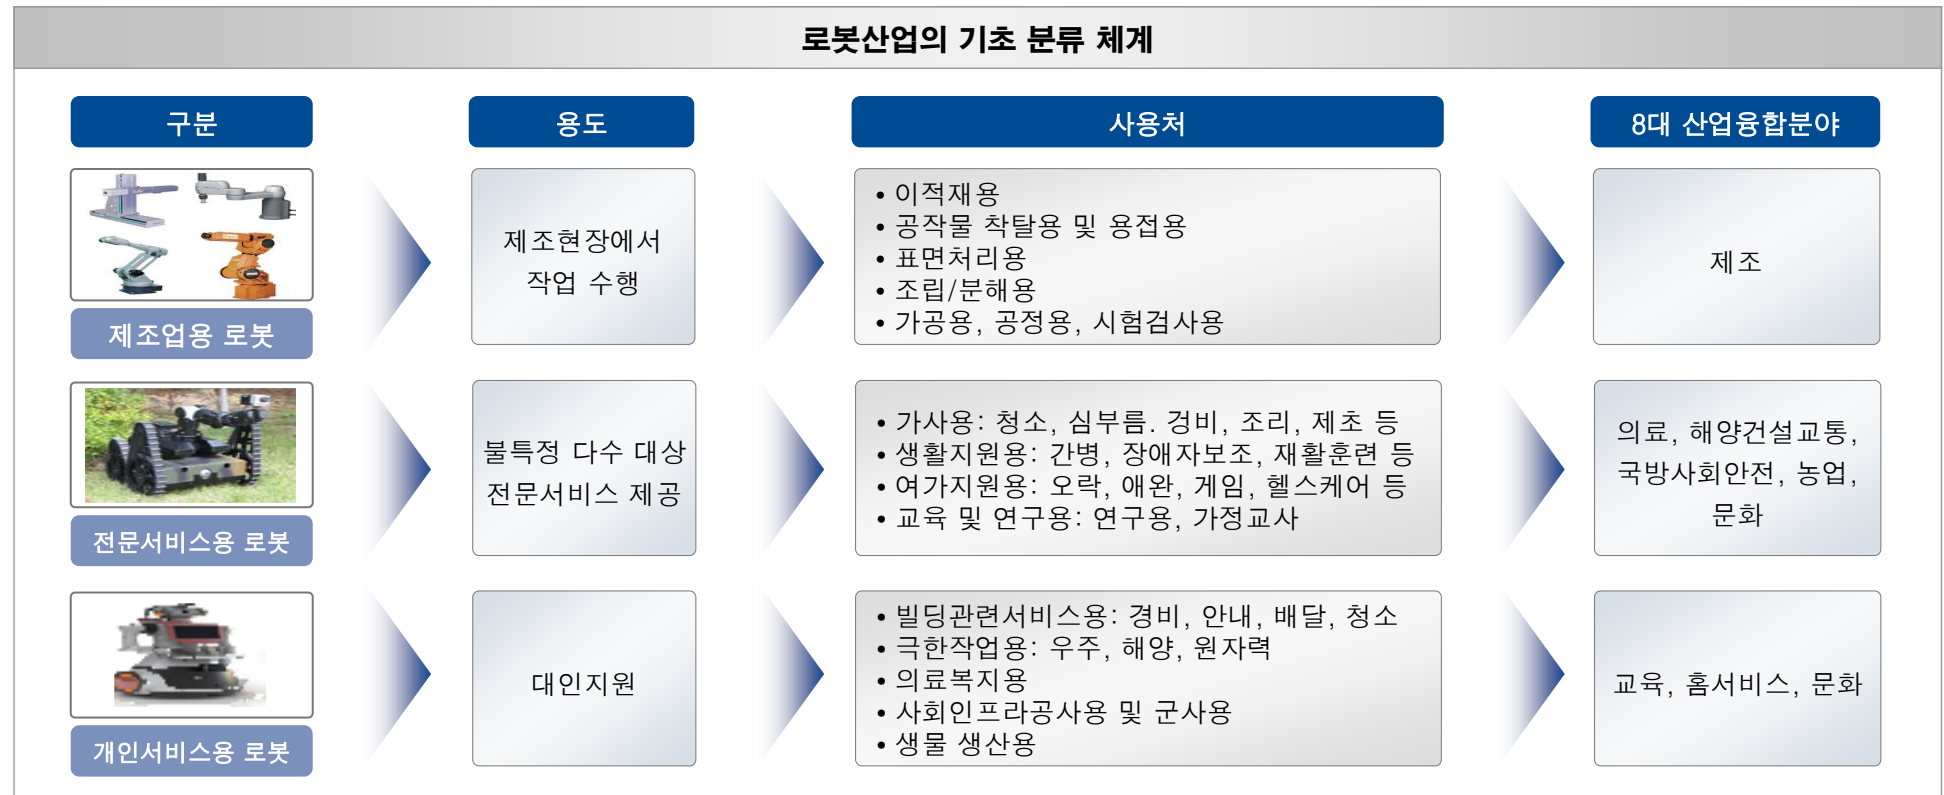 로봇산업의 기초 분류 체계
구분
용도
사용처
8대 산업융합분야
제조업용 로봇
제조현장에서
작업 수행
• 이적재용
• 공작물 착탈용 및 용접용
• 표면처리용
• 조립/분해용
• 가공용, 공정용, 시험검사용
제조
전문서비스용 로봇
불특정 다수 대상
전문서비스 제공
• 가사용: 청소, 심부름. 경비, 조리, 제초 등
• 생활지원용: 간병, 장애자보조, 재활훈련 등
• 여가지원용: 오락, 애완, 게임, 헬스케어 등
• 교육 및 연구용: 연구용, 가정교사
의료, 해양건설교통,
국방사회안전, 농업,
문화
개인서비스용 로봇
대인지원
• 빌딩관련서비스용: 경비, 안내, 배달, 청소
• 극한작업용: 우주, 해양, 원자력
• 의료복지용
• 사회인프라공사용 및 군사용
• 생물 생산용
교육, 홈서비스, 문화